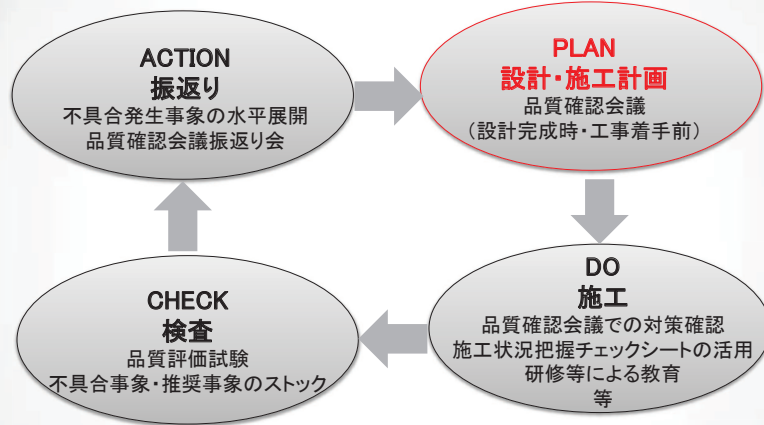 ACTION
振返り
不具合発生事象の水平展開
品質確認会議振返り会
PLAN
設計・施工計画
品質確認会議
（設計完成時・工事着手前）
DO
施工
品質確認会議での対策確認
施工状況把握チェックシートの活用
研修等による教育
等
CHECK
検査
品質評価試験
不具合事象・推奨事象のストック